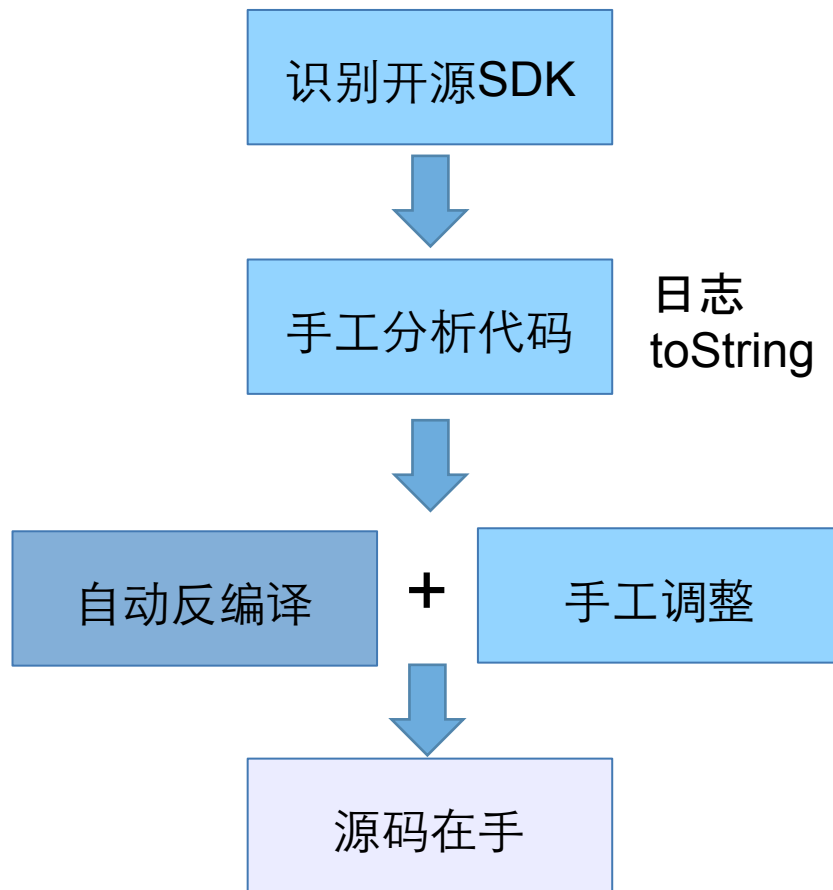 识别开源SDK
手工分析代码
日志
toString
自动反编译
+
手工调整
源码在手